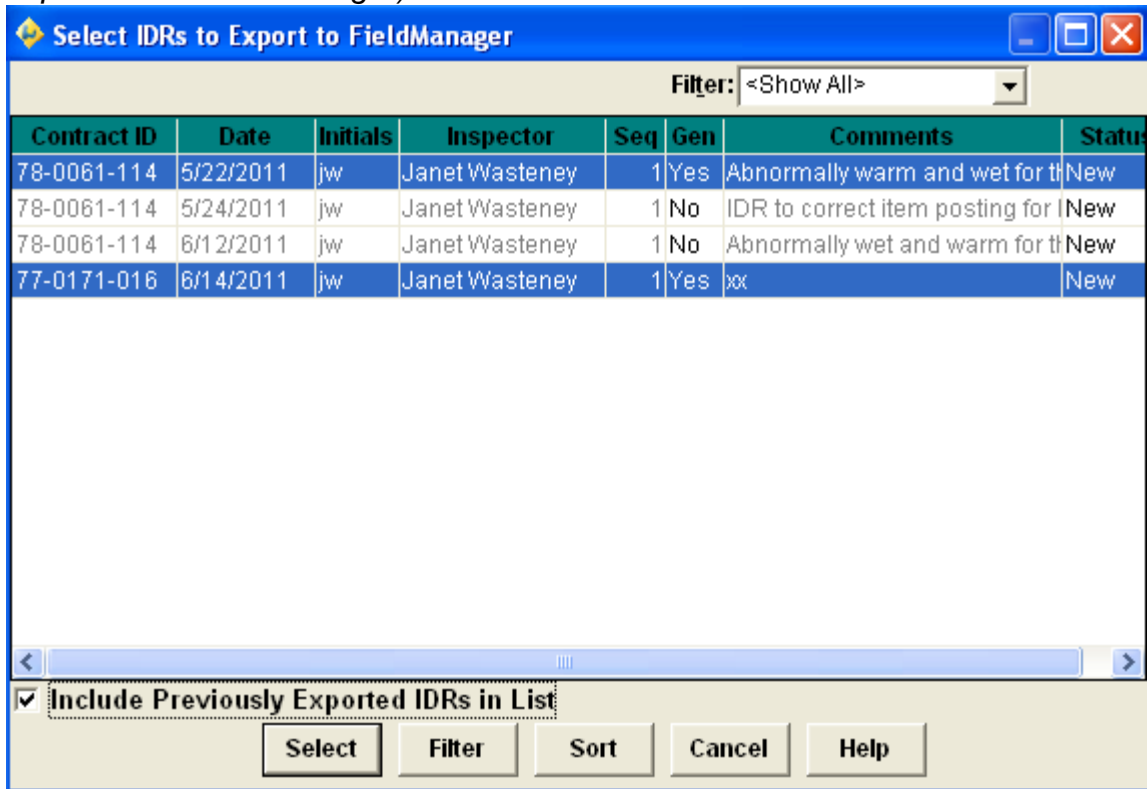 Select IDRs to Export to FieldManager
Filter: <Show All>
Contract ID Date Initials Inspector Seq Gen Comments Status
78-0061-114 5/22/2011 jw Janet Wasteney 1 Yes Abnormally warm and wet for New
78-0061-114 5/24/2011 jw Janet Wasteney 1 No IDR to correct item posting for New
78-0061-114 6/12/2011 jw Janet Wasteney 1 No Abnormally wet and warm for New
77-0171-016 6/14/2011 jw Janet Wasteney 1 Yes xx New
Include Previously Exported IDRs in List
Select Filter Sort Cancel Help